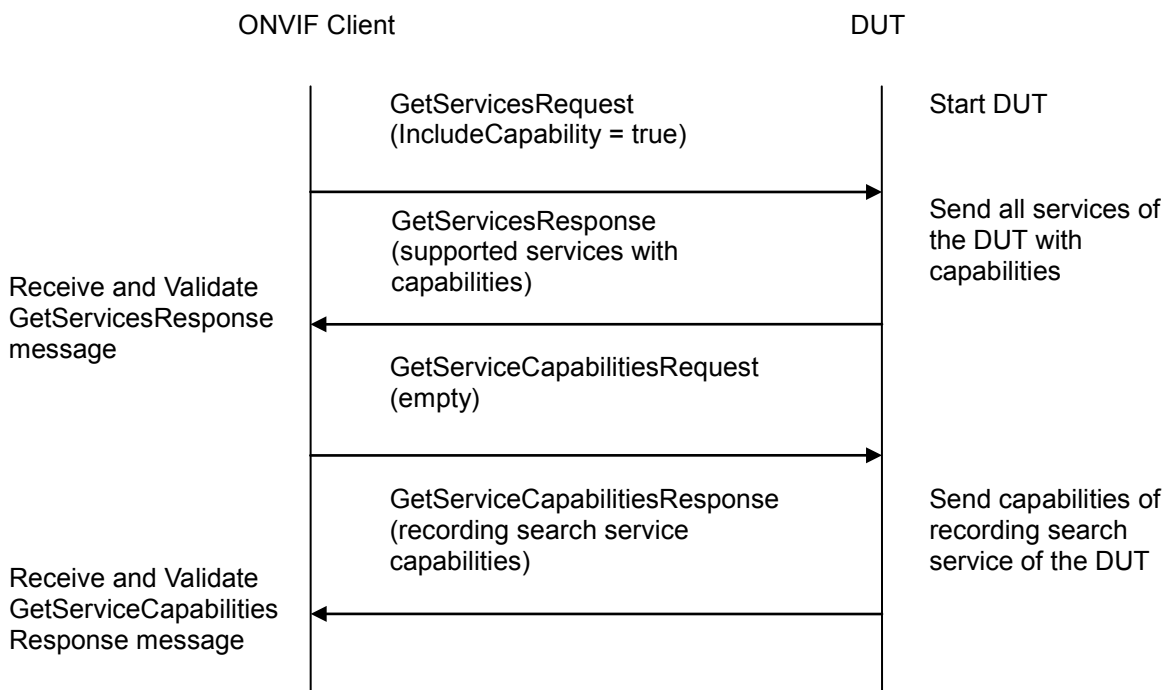 ONVIF Client
DUT
GetServicesRequest
(IncludeCapability = true)
Start DUT
GetServicesResponse
(supported services with
capabilities)
Send all services of
the DUT with
capabilities
Receive and Validate
GetServicesResponse
message
GetServiceCapabilitiesRequest
(empty)
GetServiceCapabilitiesResponse
(recording search service
capabilities)
Send capabilities of
recording search
service of the DUT
Receive and Validate
GetServiceCapabilities
Response message